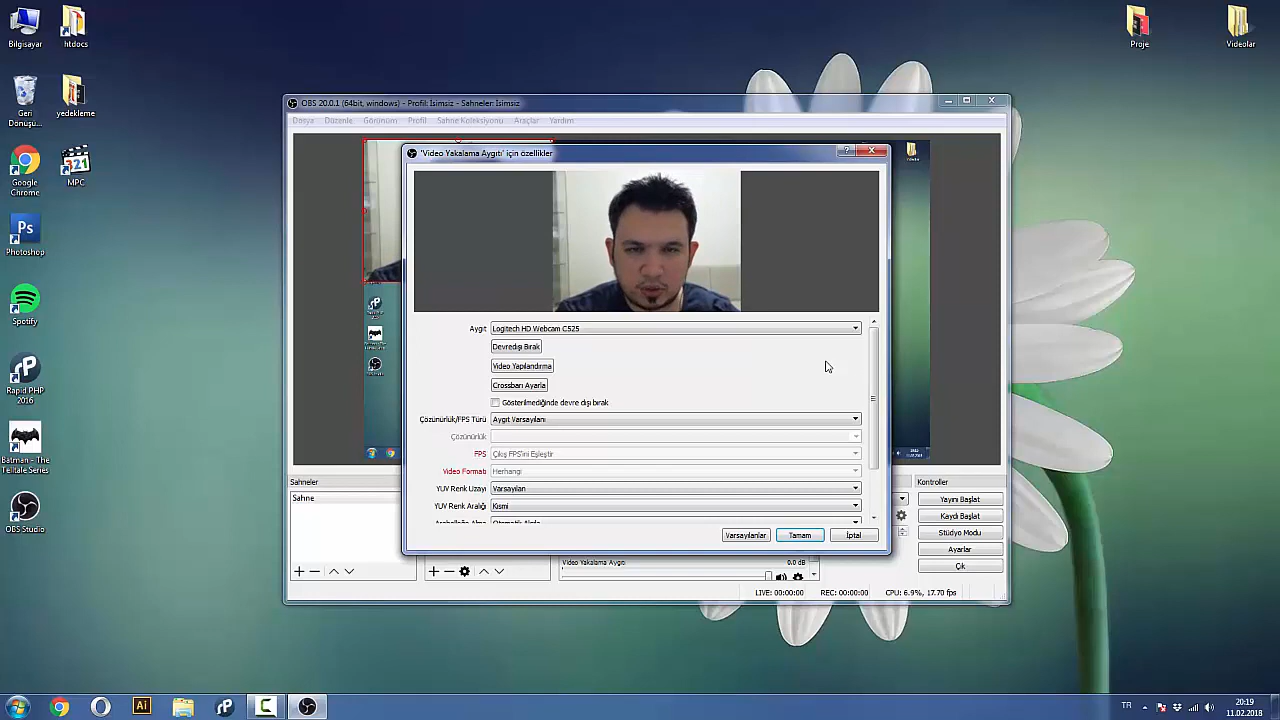 Bilgisayar
htdocs
Proje
Videolar
Geri
Dönüşü...
yedekleme
Google
Chrome
MPC
Photoshop
Spotify
Rapid PHP
2016
Batman - The
Telltale Series
OBS Studio
OBS 20.0.1 (64bit, windows) - Profil: İsimsiz - Sahneler: İsimsiz
Dosya Düzenle Görünüm Profil Sahne Koleksiyonu Araçlar Yardım
'Video Yakalama Aygıtı' için özellikler
Aygıt Logitech HD Webcam C525
Devredışı Bırak
Video Yapılandırma
Crossbarı Ayarla
Gösterilmediğinde devre dışı bırak
Çözünürlük/FPS Türü Aygıt Varsayılanı
Çözünürlük
FPS Çıkış FPS'ini Eşleştir
Video Formatı Herhangi
YUV Renk Uzayı Varsayılan
YUV Renk Aralığı Kısmi
Varsayılanlar Tamam İptal
Sahneler
Sahne
Kontroller
Yayını Başlat
Kaydı Başlat
Stüdyo Modu
Ayarlar
Çık
Video Yakalama Aygıtı 0.0 dB
LIVE: 00:00:00 REC: 00:00:00 CPU: 6.9%, 17.70 fps
Ps
321
Ai
TR
20:19
11.02.2018